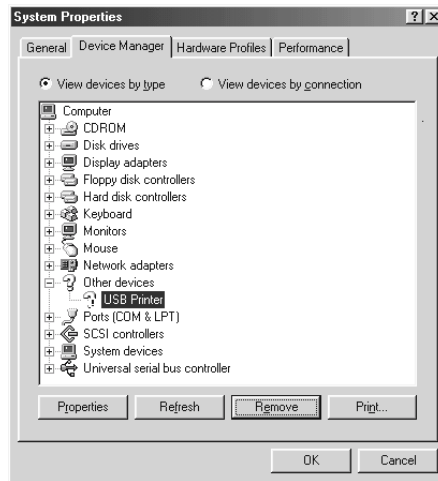 System Properties
? x
General Device Manager Hardware Profiles Performance
View devices by type View devices by connection
Computer
CDROM
Disk drives
Display adapters
Floppy disk controllers
Hard disk controllers
Keyboard
Monitors
Mouse
Network adapters
Other devices
USB Printer
Ports (COM & LPT)
SCSI controllers
System devices
Universal serial bus controller
Properties Refresh Remove Print...
OK Cancel